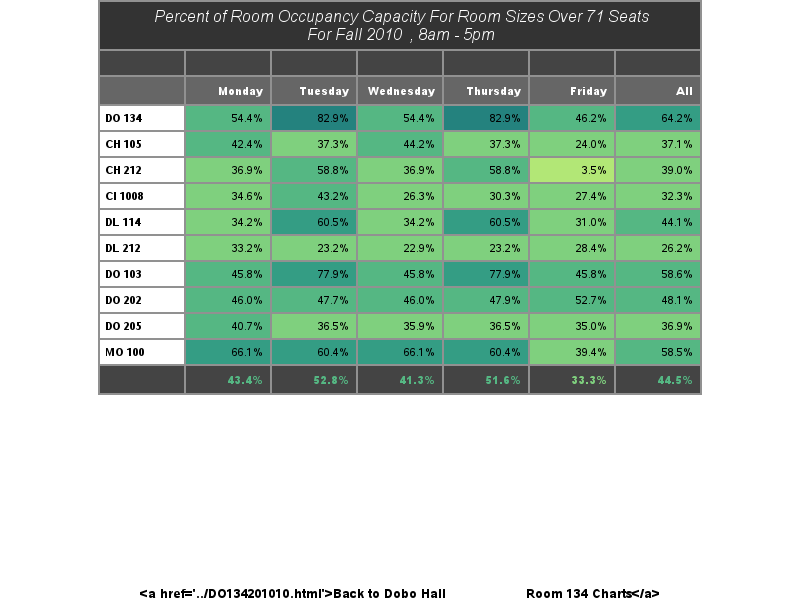 Percent of Room Occupancy Capacity For Room Sizes Over 71 Seats
For Fall 2010 , 8am - 5pm
Monday Tuesday Wednesday Thursday Friday All
DO 134 54.4% 82.9% 54.4% 82.9% 46.2% 64.2%
CH 105 42.4% 37.3% 44.2% 37.3% 24.0% 37.1%
CH 212 36.9% 58.8% 36.9% 58.8% 3.5% 39.0%
CI 1008 34.6% 43.2% 26.3% 30.3% 27.4% 32.3%
DL 114 34.2% 60.5% 34.2% 60.5% 31.0% 44.1%
DL 212 33.2% 23.2% 22.9% 23.2% 28.4% 26.2%
DO 103 45.8% 77.9% 45.8% 77.9% 45.8% 58.6%
DO 202 46.0% 47.7% 46.0% 47.9% 52.7% 48.1%
DO 205 40.7% 36.5% 35.9% 36.5% 35.0% 36.9%
MO 100 66.1% 60.4% 66.1% 60.4% 39.4% 58.5%
43.4% 52.8% 41.3% 51.6% 33.3% 44.5%
<a href='../DO134201010.html'>Back to Dobo Hall Room 134 Charts</a>